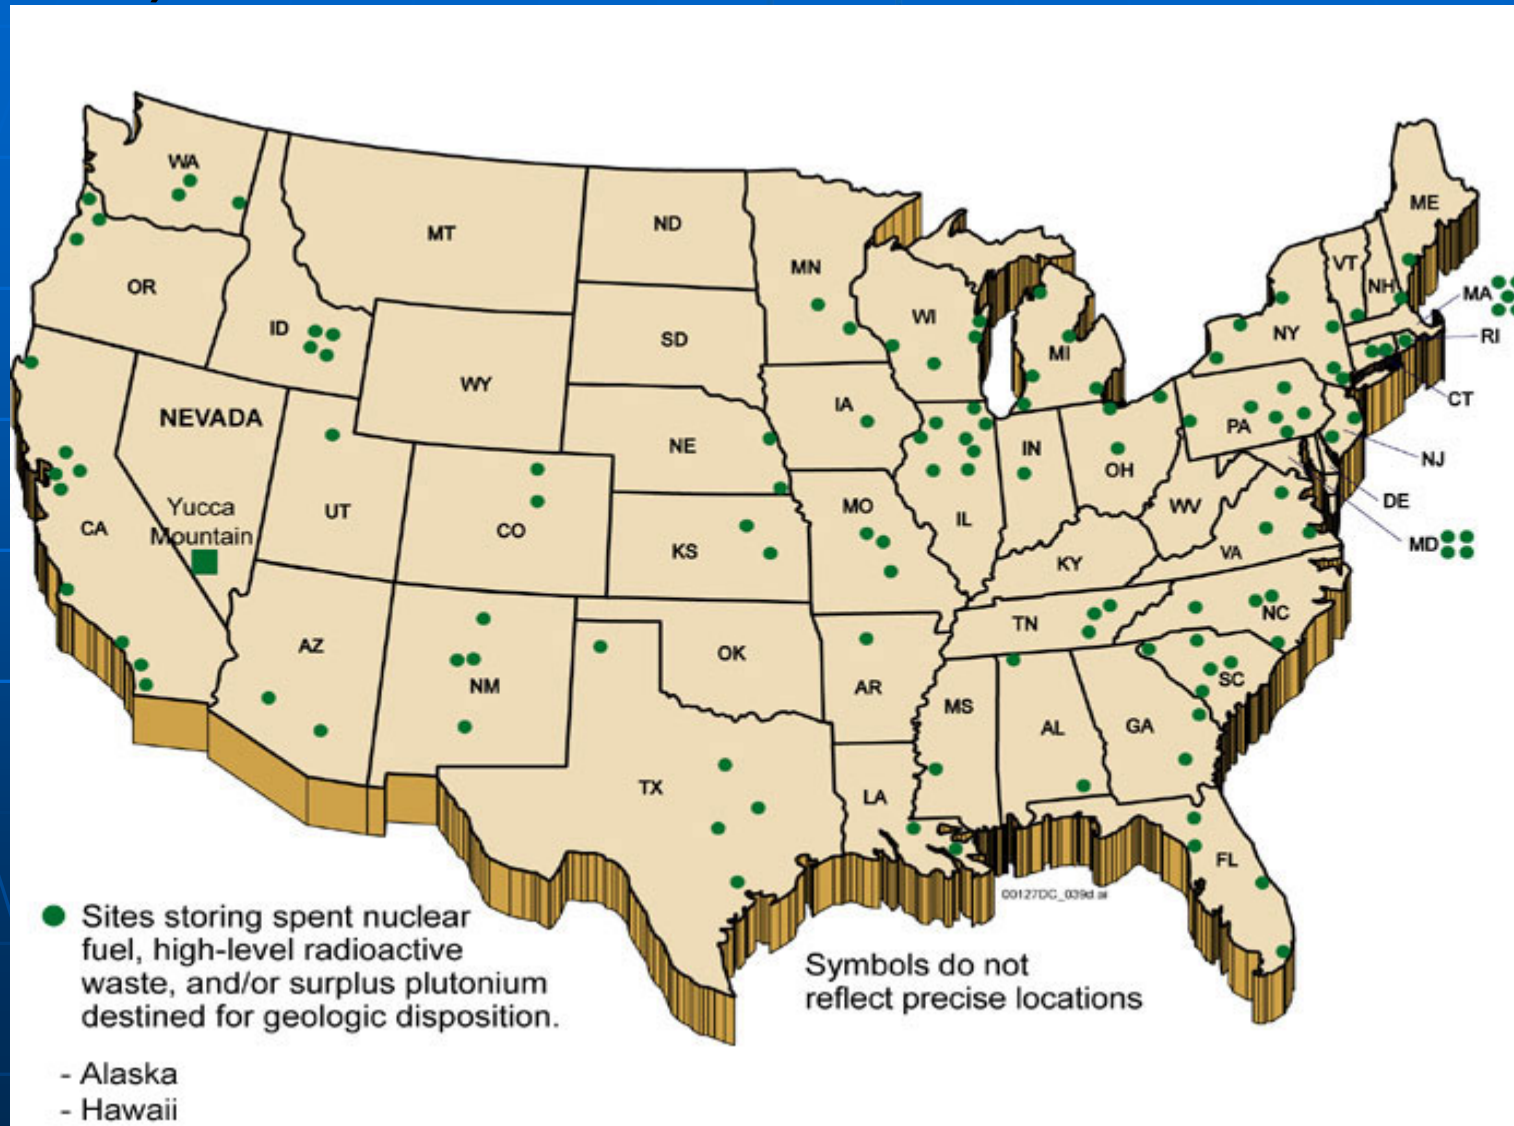 WA
MT
ND
MN
ME
VT
NH
MA
OR
ID
SD
WI
MI
NY
RI
WY
CT
NEVADA
IA
PA
NE
IN
OH
NJ
Yucca
Mountain
UT
CO
CA
KS
MO
IL
WV
DE
VA
MD
KY
AZ
NM
OK
TN
NC
AR
MS
SC
AL
GA
TX
LA
FL
00127DC_039d.ai
Sites storing spent nuclear
fuel, high-level radioactive
waste, and/or surplus plutonium
destined for geologic disposition.
Symbols do not
reflect precise locations
- Alaska
- Hawaii